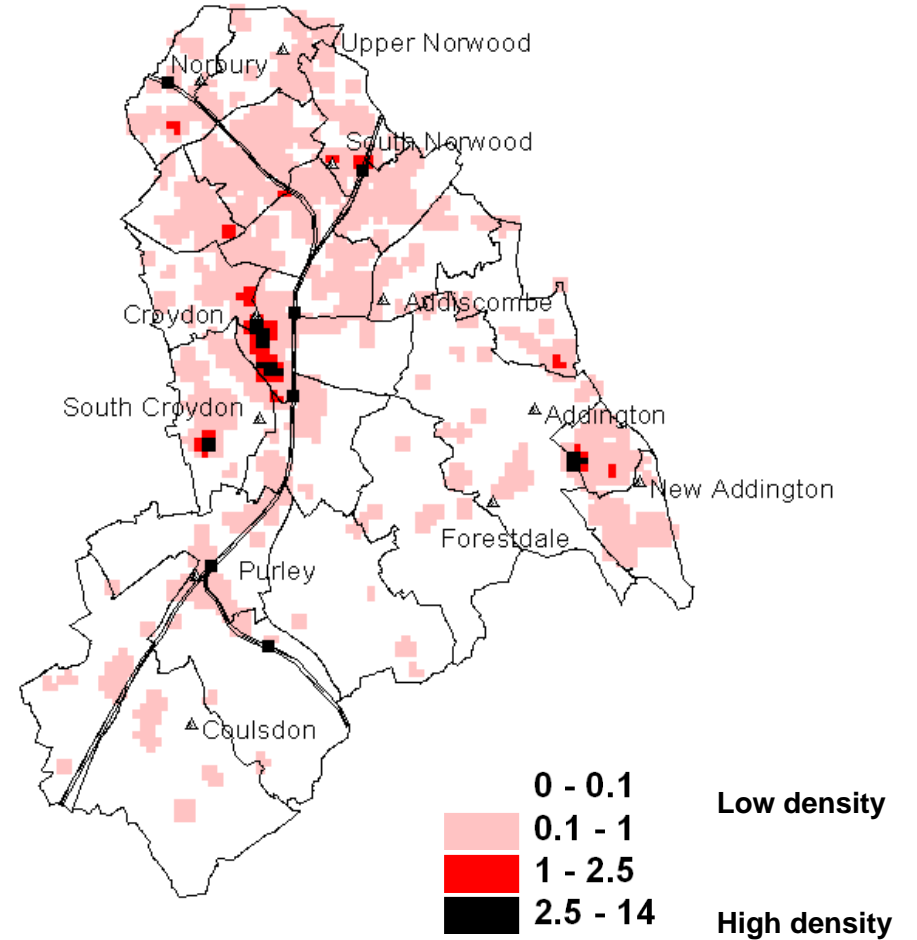 Upper Norwood
Norbury
South Norwood
Addiscombe
Croydon
South Croydon
Addington
New Addington
Forestdale
Purley
Coulsdon
0 - 0.1
Low density
0.1 - 1
1 - 2.5
2.5 - 14
High density